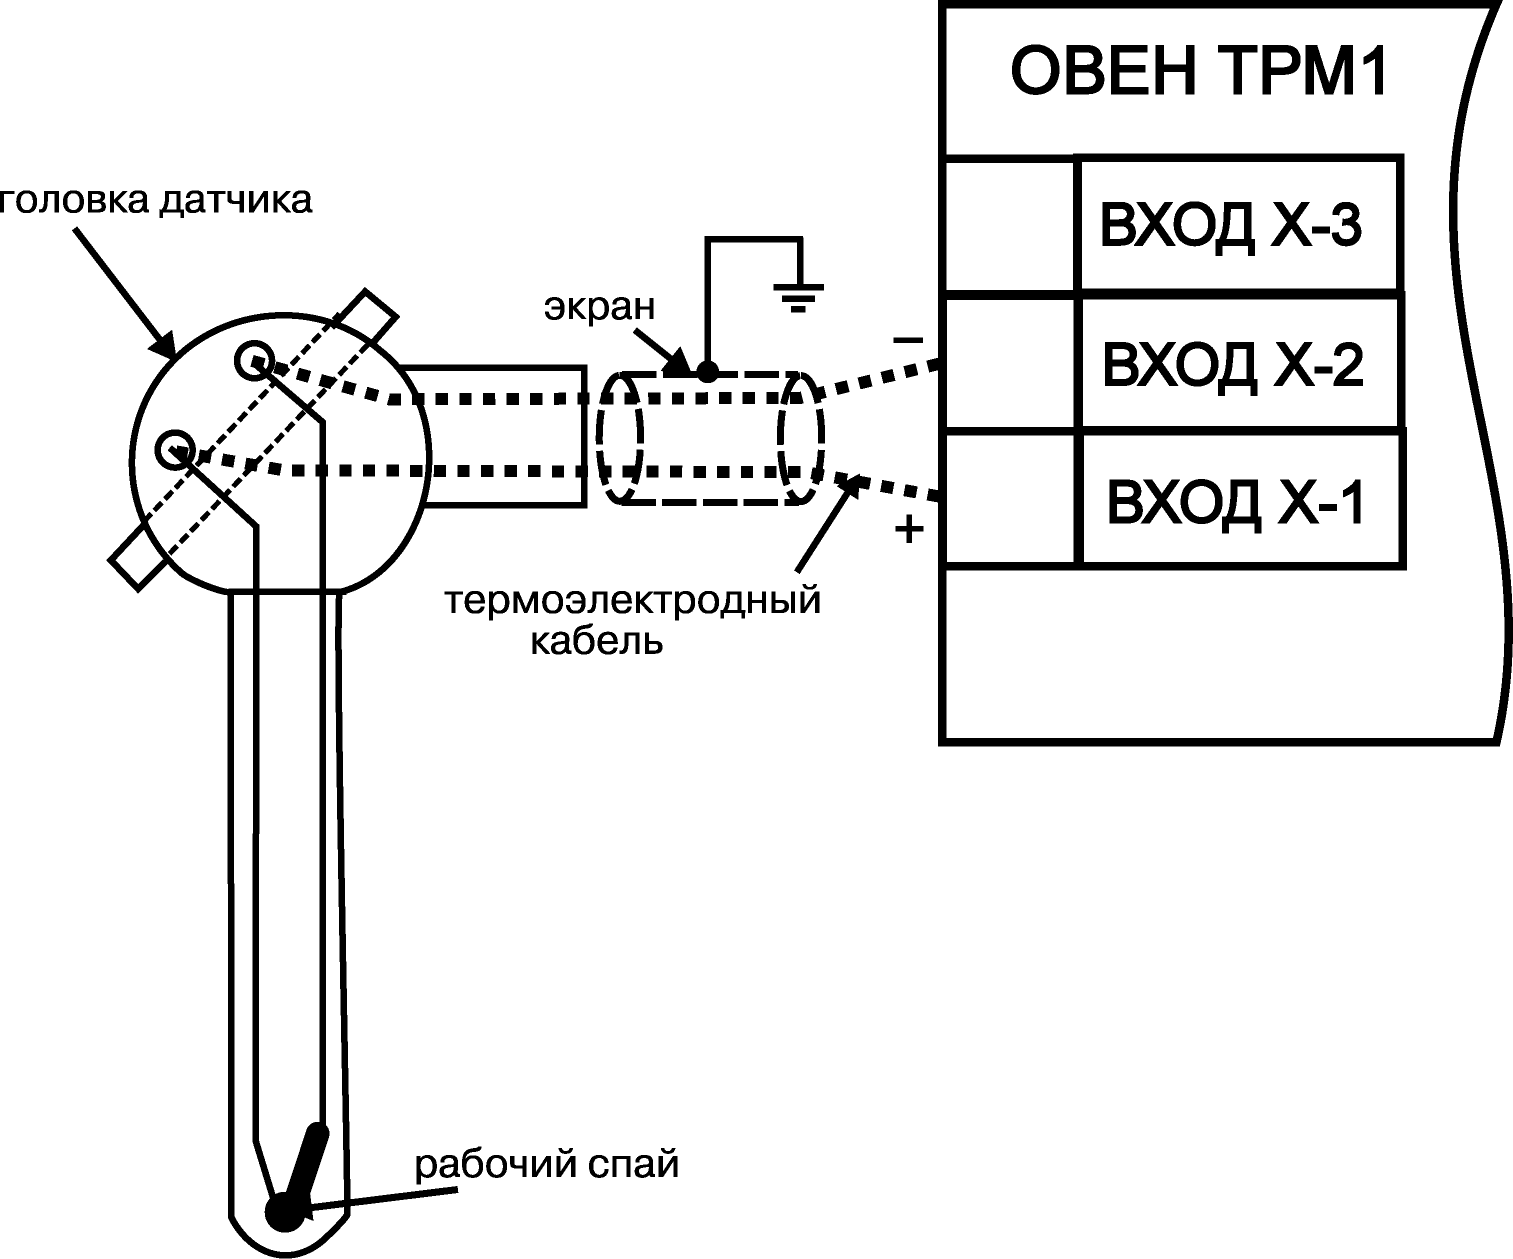 ОВЕН ТРМ1
головка датчика
ВХОД X-3
экран
–
ВХОД X-2
ВХОД X-1
+
термоэлектродный
кабель
рабочий спай